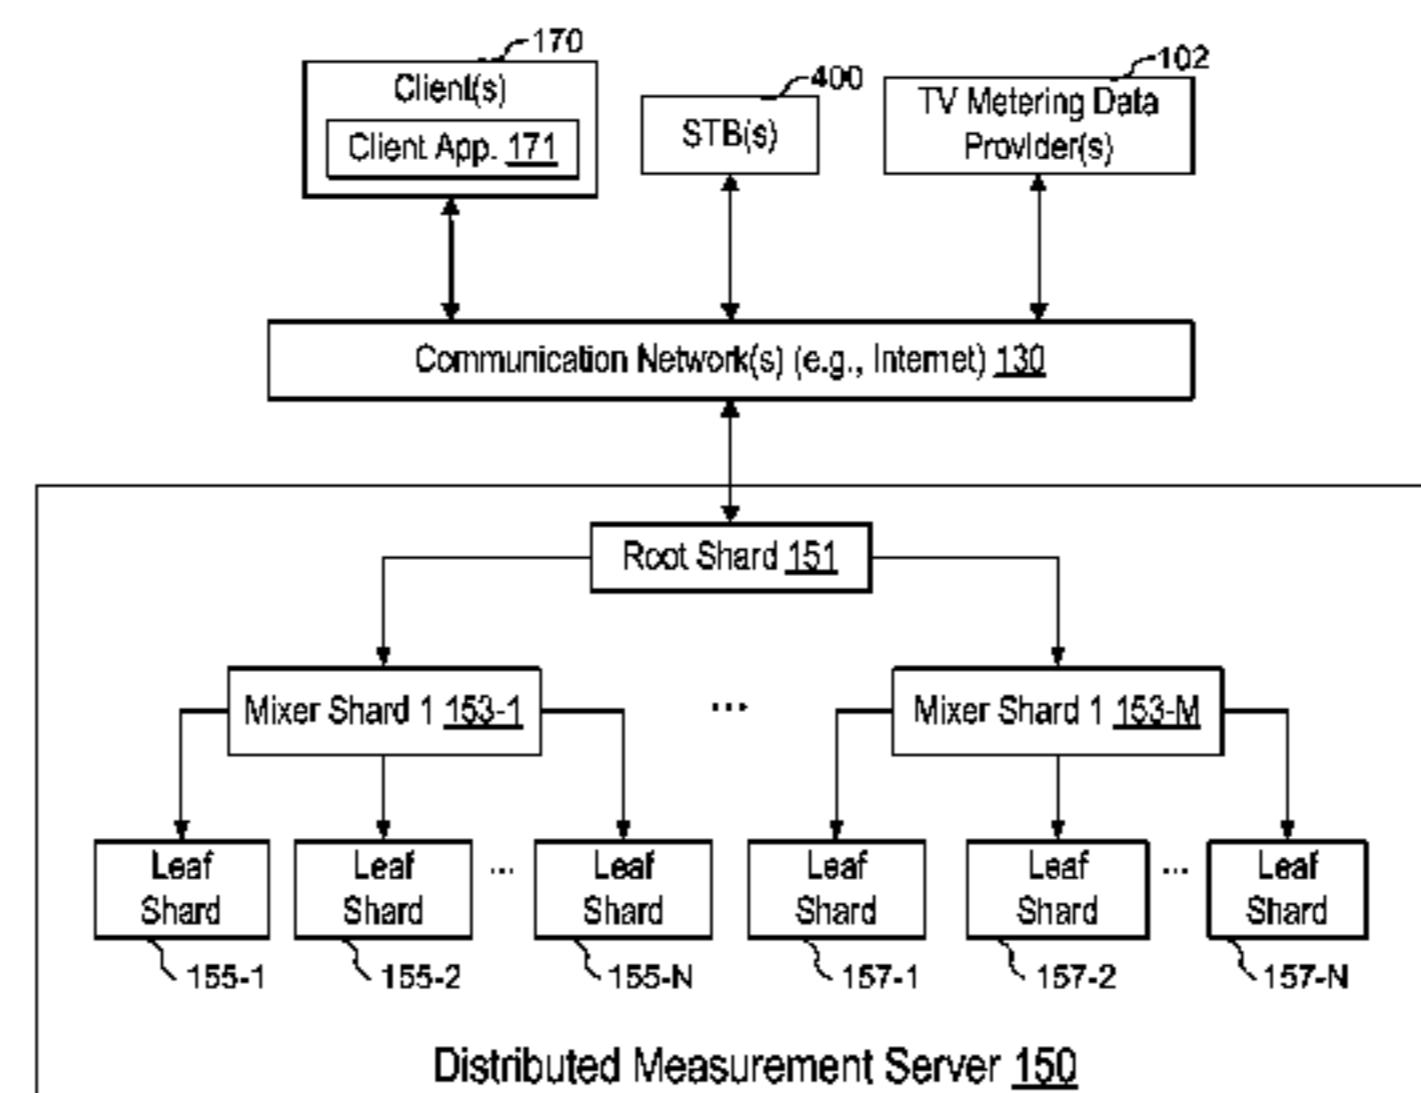 170
Client(s)
Client App. 171
400
STB(s)
102
TV Metering Data
Provider(s)
Communication Network(s) (e.g., Internet) 130
Root Shard 151
Mixer Shard 1 153-1
...
Mixer Shard 1 153-M
Leaf
Shard
Leaf
Shard
...
Leaf
Shard
Leaf
Shard
Leaf
Shard
...
Leaf
Shard
155-1
155-2
155-N
157-1
157-2
157-N
Distributed Measurement Server 150